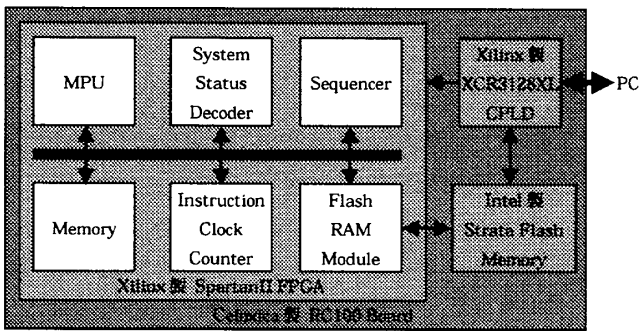 MPU
System
Status
Decoder
Sequencer
Xilinx 製
XCR3128XL
CPLD
PC
Memory
Instruction
Clock
Counter
Flash
RAM
Module
Intel 製
Strata Flash
Memory
Xilinx 製 SpartanII FPGA
Celoxica 製 RC100 Board